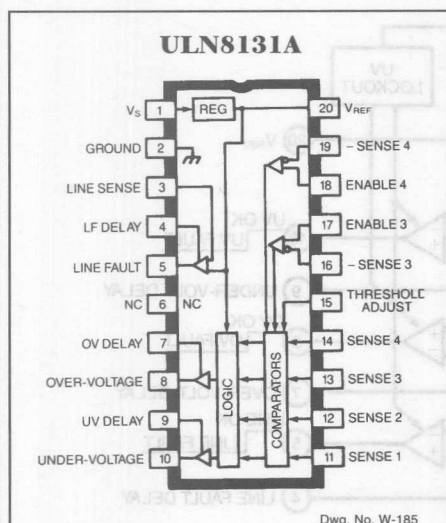 ULN8131A
VS 1 REG 20 VREF
GROUND 2 19 – SENSE 4
LINE SENSE 3 18 ENABLE 4
LF DELAY 4 17 ENABLE 3
LINE FAULT 5 16 – SENSE 3
NC 6 NC 15 THRESHOLD ADJUST
OV DELAY 7 14 SENSE 4
OVER-VOLTAGE 8 13 SENSE 3
UV DELAY 9 12 SENSE 2
UNDER-VOLTAGE 10 11 SENSE 1
LOGIC
COMPARATORS
Dwg. No. W-185